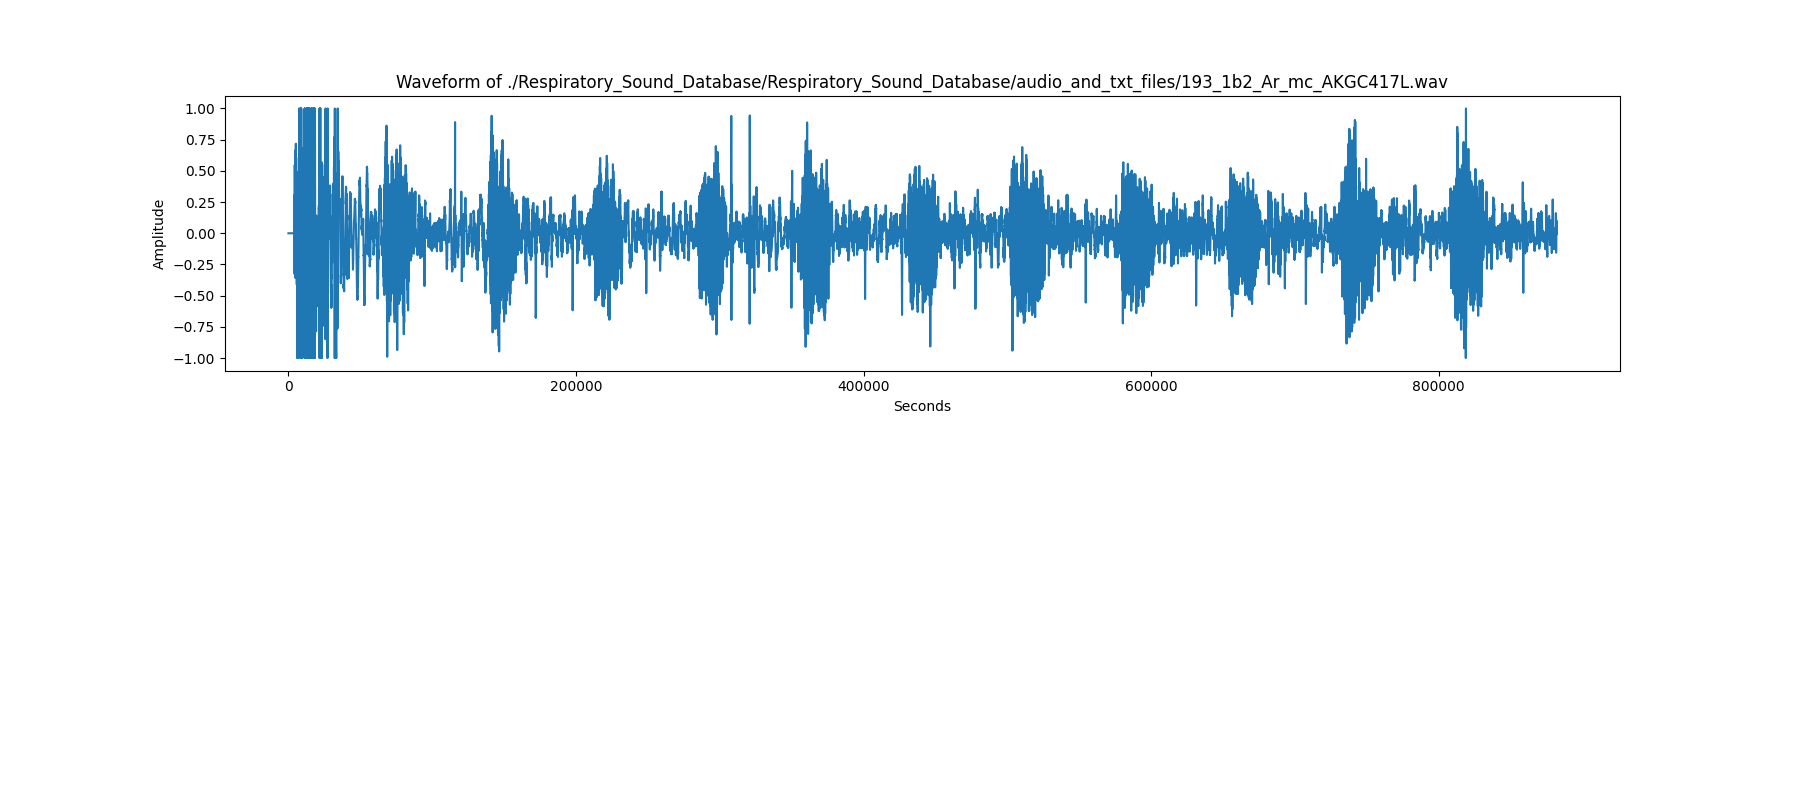 Waveform of ./Respiratory_Sound_Database/Respiratory_Sound_Database/audio_and_txt_files/193_1b2_Ar_mc_AKGC417L.wav
1.00
0.75
0.50
0.25
0.00
−0.25
−0.50
−0.75
−1.00
Amplitude
0 200000 400000 600000 800000
Seconds